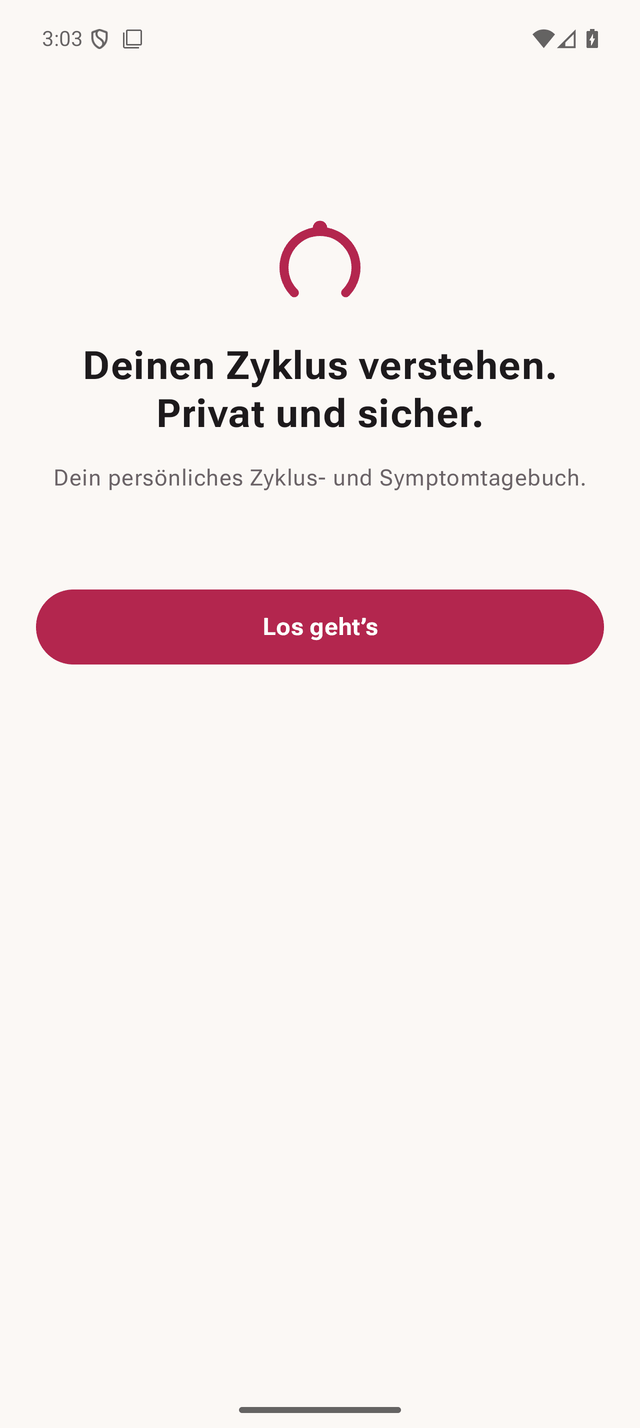 3:03
Deinen Zyklus verstehen.
Privat und sicher.
Dein persönliches Zyklus- und Symptomtagebuch.
Los geht’s